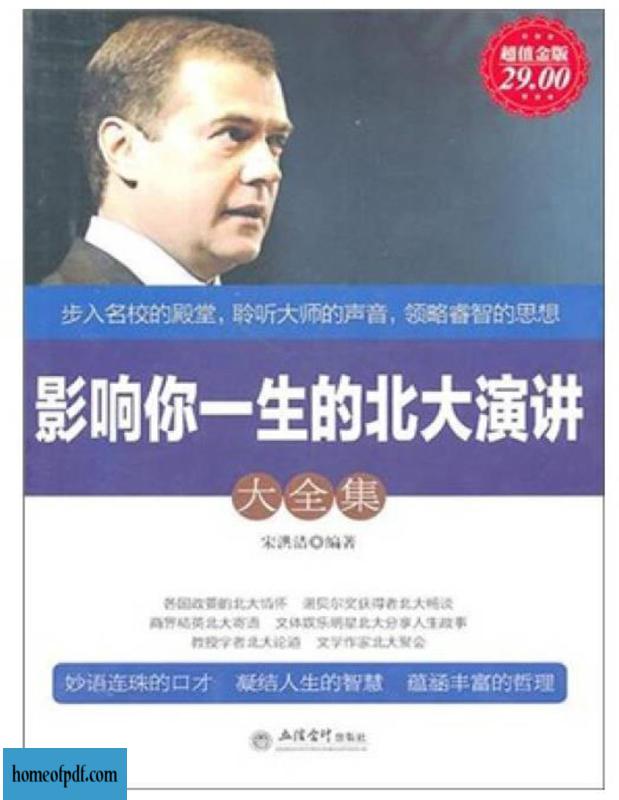 超值金版
29.00
步入名校的殿堂，聆听大师的声音，领略睿智的思想
影响你一生的北大演讲
大全集
宋洪洁◎编著
各国政要的北大情怀 诺贝尔奖获得者北大畅谈
商界精英北大寄语 文体娱乐明星北大分享人生故事
教授学者北大论道 文学作家北大聚会
妙语连珠的口才 凝结人生的智慧 蕴涵丰富的哲理
立信会计出版社
homeofpdf.com